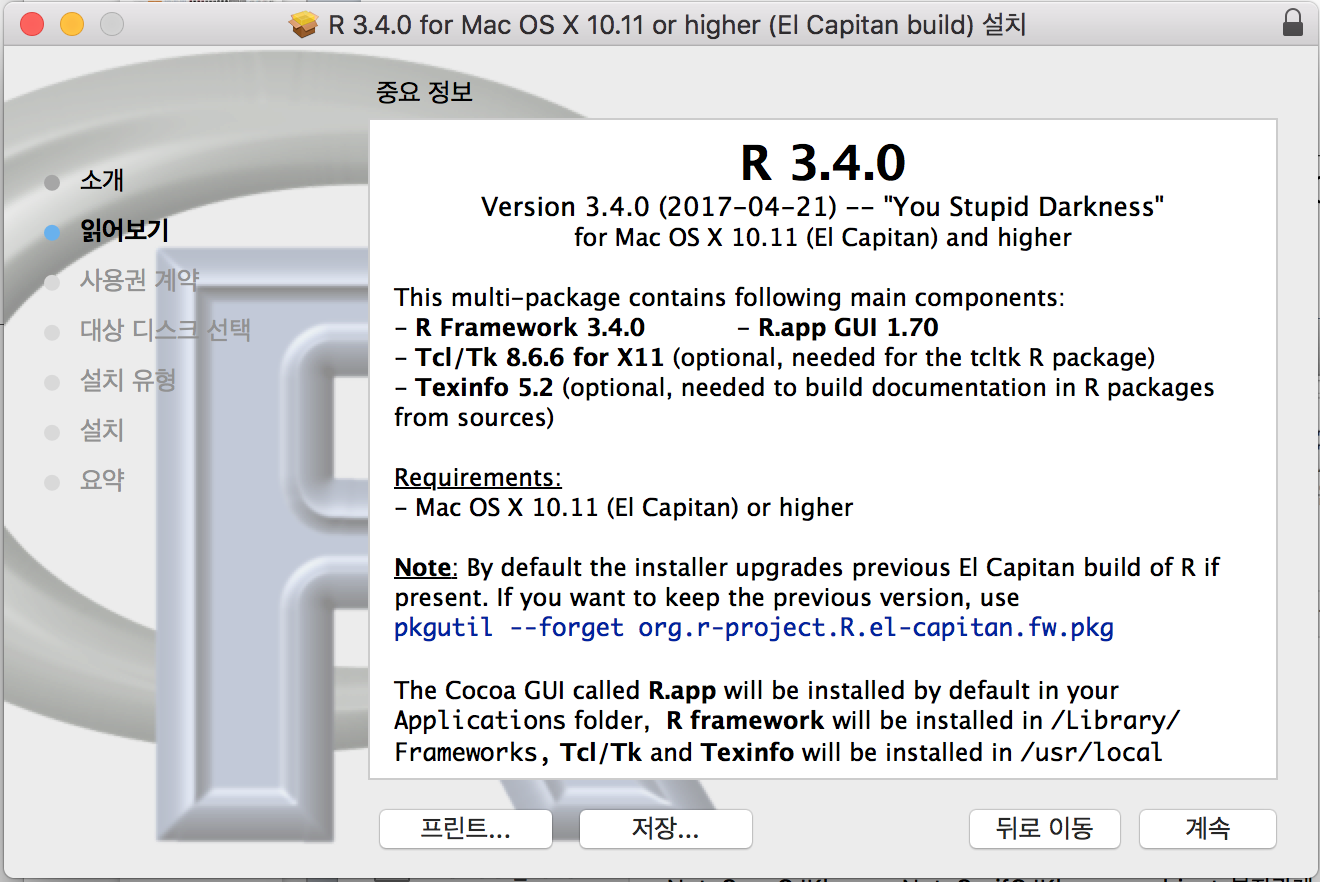 R 3.4.0 for Mac OS X 10.11 or higher (El Capitan build) 설치
중요 정보
소개
읽어보기
사용권 계약
대상 디스크 선택
설치 유형
설치
요약
R 3.4.0
Version 3.4.0 (2017-04-21) -- "You Stupid Darkness"
for Mac OS X 10.11 (El Capitan) and higher
This multi-package contains following main components:
- R Framework 3.4.0 - R.app GUI 1.70
- Tcl/Tk 8.6.6 for X11 (optional, needed for the tcltk R package)
- Texinfo 5.2 (optional, needed to build documentation in R packages
from sources)
Requirements:
- Mac OS X 10.11 (El Capitan) or higher
Note: By default the installer upgrades previous El Capitan build of R if
present. If you want to keep the previous version, use
pkgutil --forget org.r-project.R.el-capitan.fw.pkg
The Cocoa GUI called R.app will be installed by default in your
Applications folder, R framework will be installed in /Library/
Frameworks, Tcl/Tk and Texinfo will be installed in /usr/local
프린트...
저장...
뒤로 이동
계속